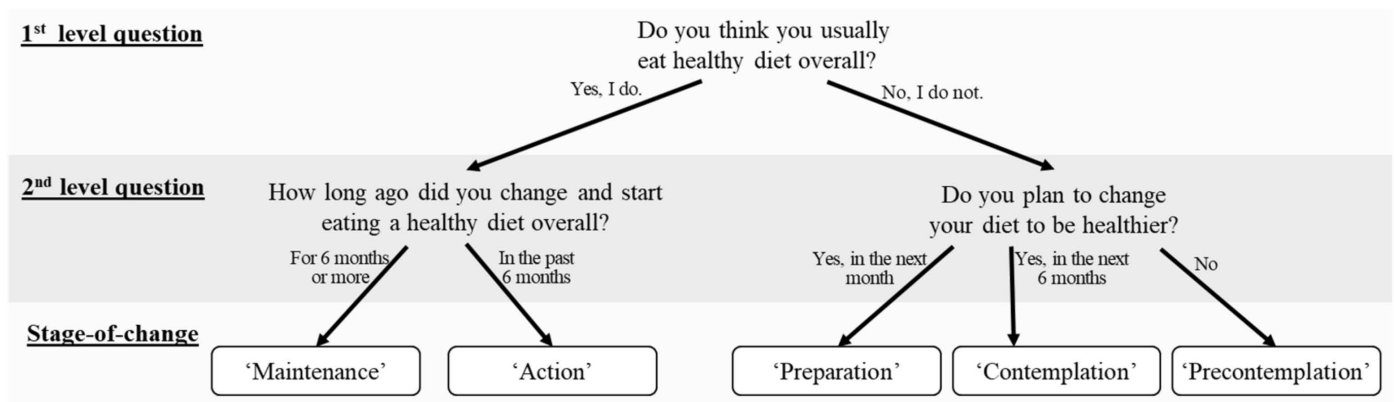 1st level question
Do you think you usually
eat healthy diet overall?
Yes, I do.
No, I do not.
2nd level question
How long ago did you change and start
eating a healthy diet overall?
Do you plan to change
your diet to be healthier?
For 6 months
or more
In the past
6 months
Yes, in the next
month
Yes, in the next
6 months
No
Stage-of-change
‘Maintenance’
‘Action’
‘Preparation’
‘Contemplation’
‘Precontemplation’